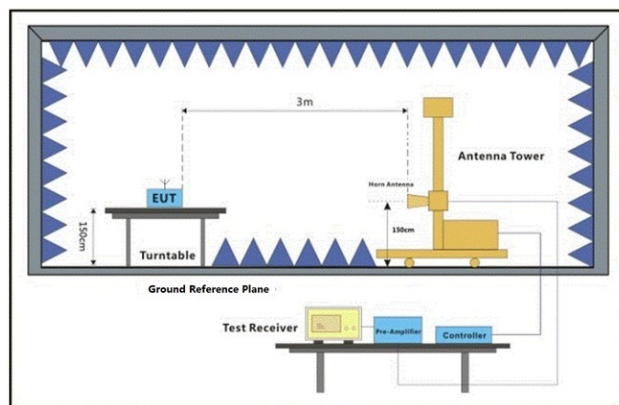 3m
Antenna Tower
Horn Antenna
EUT
150cm
150cm
Turntable
Ground Reference Plane
Test Receiver
Pre-Amplifier
Controller